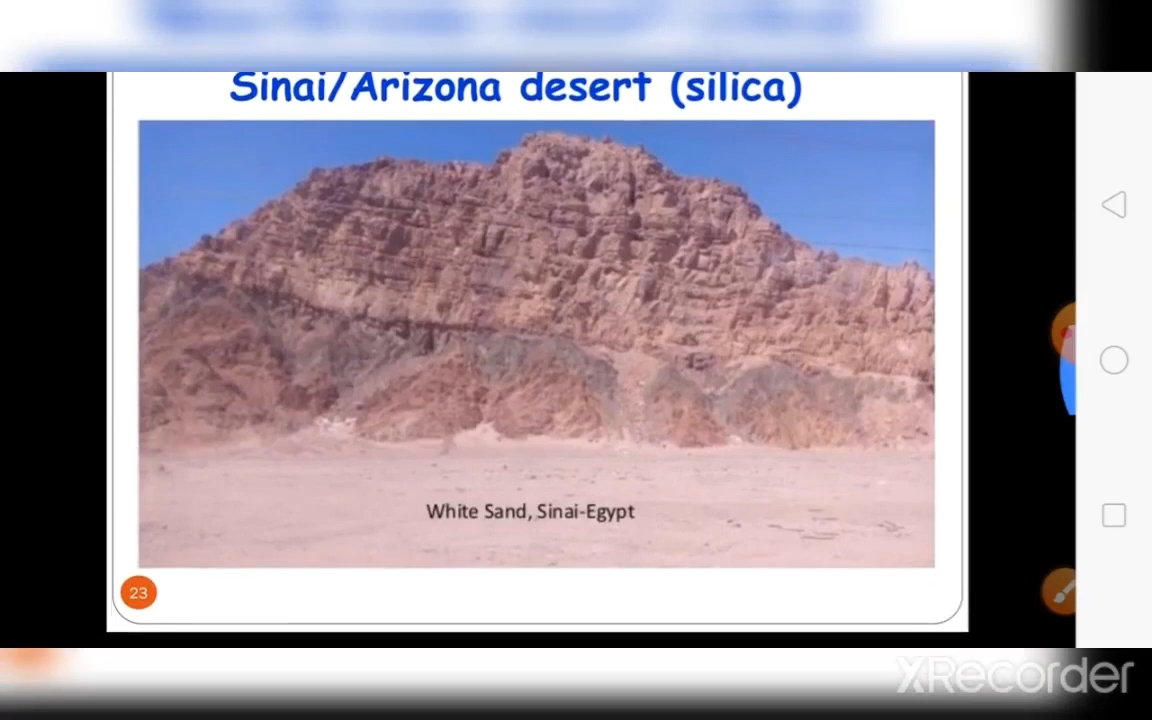 Sinai/Arizona desert (silica)
White Sand, Sinai-Egypt
23
XRecorder